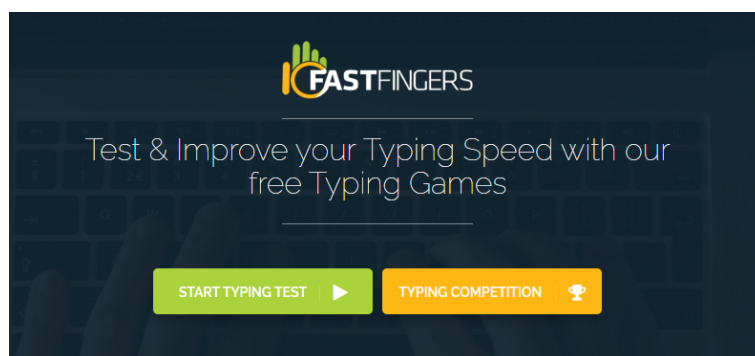 10FASTFINGERS
Test & Improve your Typing Speed with our
free Typing Games
START TYPING TEST
TYPING COMPETITION